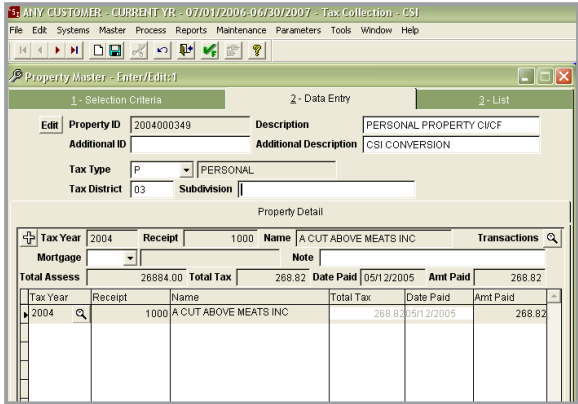 ANY CUSTOMER - CURRENT YR - 07/01/2006-06/30/2007 - Tax Collection - CSI
File Edit Systems Master Process Reports Maintenance Parameters Tools Window Help
Property Master - Enter/Edit:1
1 - Selection Criteria 2 - Data Entry 3 - List
Edit Property ID 2004000349 Description PERSONAL PROPERTY CI/CF
Additional ID Additional Description CSI CONVERSION
Tax Type P PERSONAL
Tax District 03 Subdivision
Property Detail
Tax Year 2004 Receipt 1000 Name A CUT ABOVE MEATS INC Transactions
Mortgage Note
Total Assess 26884.00 Total Tax 268.82 Date Paid 05/12/2005 Amt Paid 268.82
Tax Year Receipt Name Total Tax Date Paid Amt Paid
2004 1000 A CUT ABOVE MEATS INC 268.82 05/12/2005 268.82